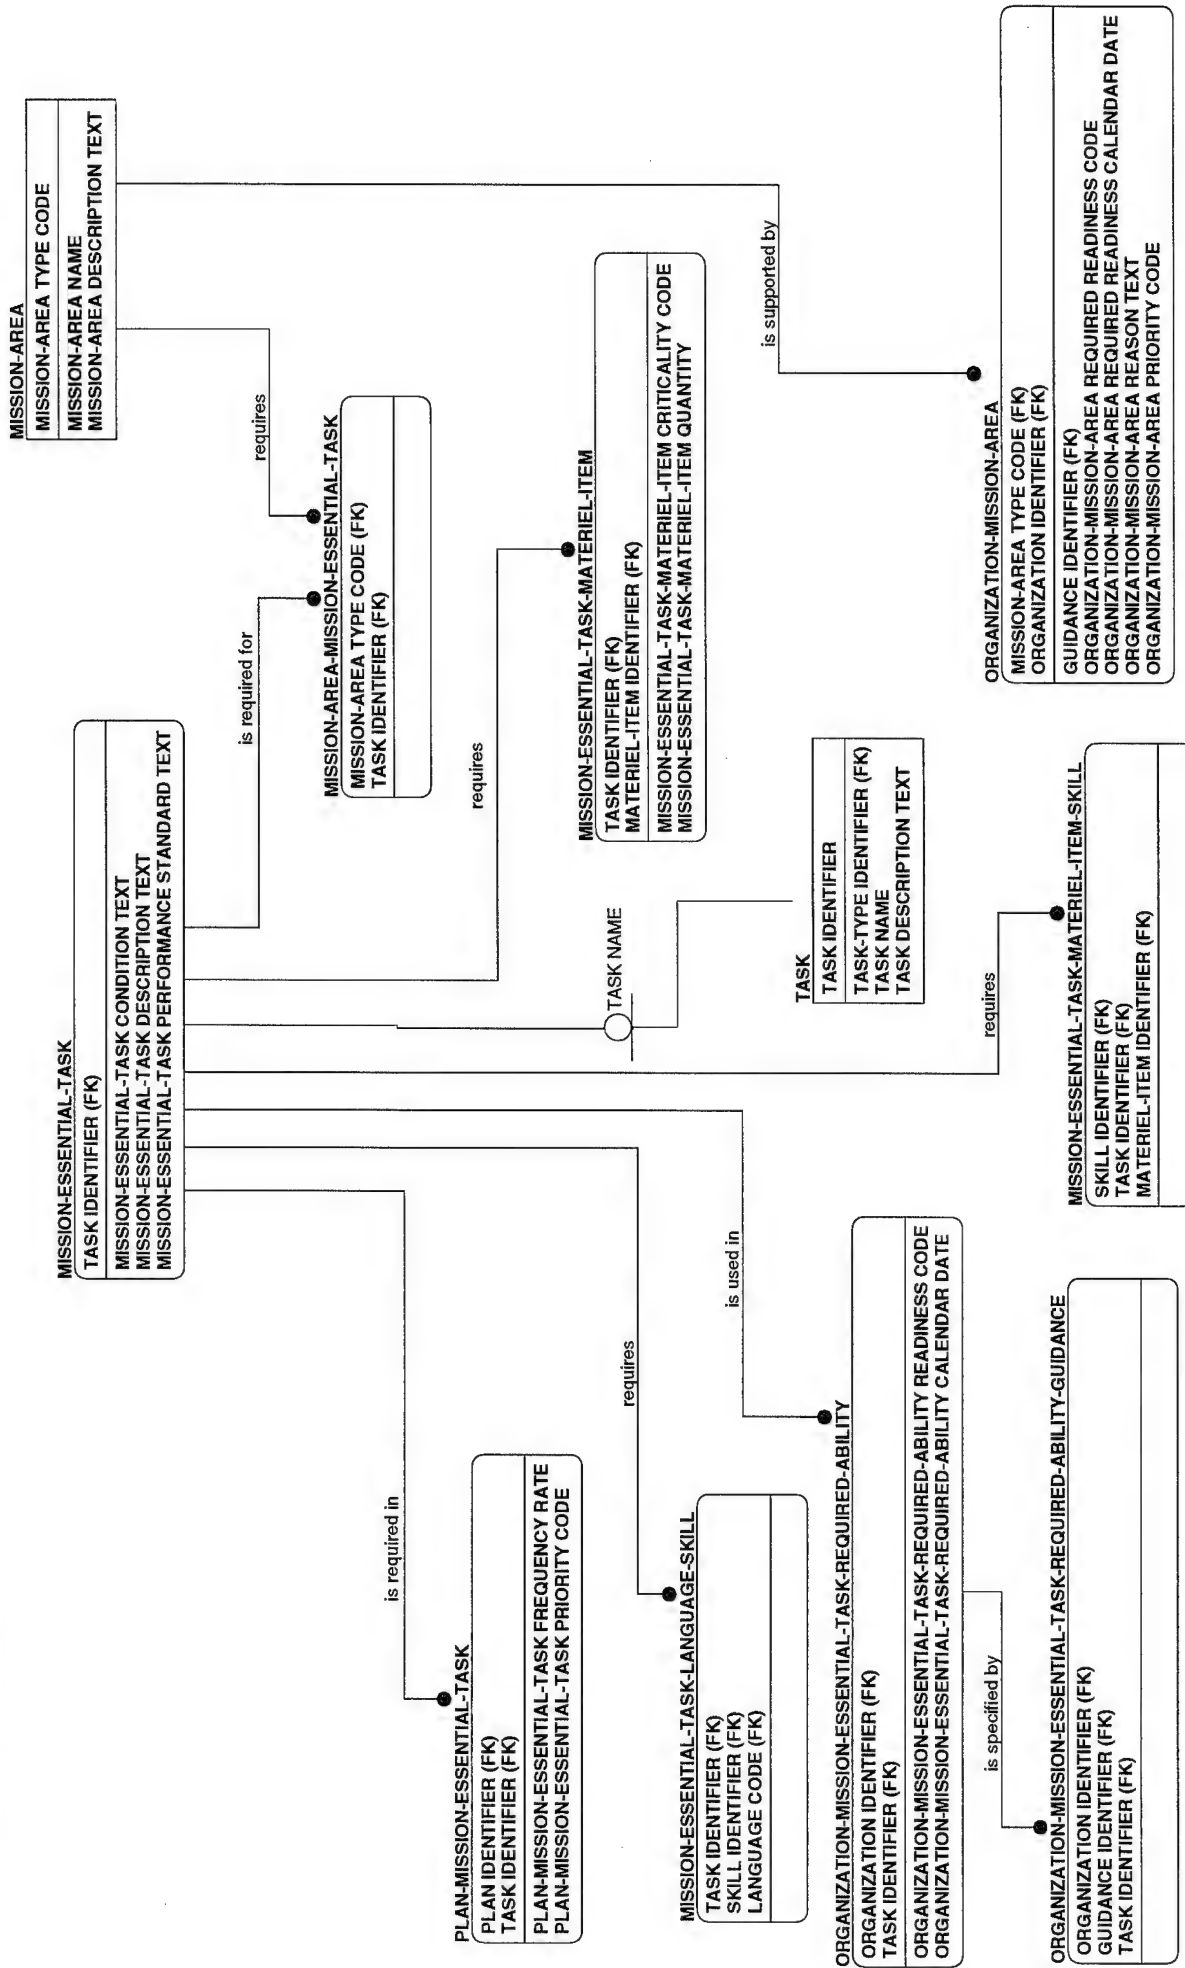 MISSION-AREA
MISSION-AREA TYPE CODE
MISSION-AREA NAME
MISSION-AREA DESCRIPTION TEXT
requires
is supported by
MISSION-ESSENTIAL-TASK
TASK IDENTIFIER (FK)
MISSION-ESSENTIAL-TASK CONDITION TEXT
MISSION-ESSENTIAL-TASK DESCRIPTION TEXT
MISSION-ESSENTIAL-TASK PERFORMANCE STANDARD TEXT
is required for
MISSION-AREA-MISSION-ESSENTIAL-TASK
MISSION-AREA TYPE CODE (FK)
TASK IDENTIFIER (FK)
requires
MISSION-ESSENTIAL-TASK-MATERIEL-ITEM
TASK IDENTIFIER (FK)
MATERIEL-ITEM IDENTIFIER (FK)
MISSION-ESSENTIAL-TASK-MATERIEL-ITEM CRITICALITY CODE
MISSION-ESSENTIAL-TASK-MATERIEL-ITEM QUANTITY
ORGANIZATION-MISSION-AREA
MISSION-AREA TYPE CODE (FK)
ORGANIZATION IDENTIFIER (FK)
GUIDANCE IDENTIFIER (FK)
ORGANIZATION-MISSION-AREA REQUIRED READINESS CODE
ORGANIZATION-MISSION-AREA REQUIRED READINESS CALENDAR DATE
ORGANIZATION-MISSION-AREA REASON TEXT
ORGANIZATION-MISSION-AREA PRIORITY CODE
TASK NAME
TASK
TASK IDENTIFIER
TASK-TYPE IDENTIFIER (FK)
TASK NAME
TASK DESCRIPTION TEXT
requires
MISSION-ESSENTIAL-TASK-MATERIEL-ITEM-SKILL
SKILL IDENTIFIER (FK)
TASK IDENTIFIER (FK)
MATERIEL-ITEM IDENTIFIER (FK)
is required in
PLAN-MISSION-ESSENTIAL-TASK
PLAN IDENTIFIER (FK)
TASK IDENTIFIER (FK)
PLAN-MISSION-ESSENTIAL-TASK FREQUENCY RATE
PLAN-MISSION-ESSENTIAL-TASK PRIORITY CODE
requires
MISSION-ESSENTIAL-TASK-LANGUAGE-SKILL
TASK IDENTIFIER (FK)
SKILL IDENTIFIER (FK)
LANGUAGE CODE (FK)
is used in
ORGANIZATION-MISSION-ESSENTIAL-TASK-REQUIRED-ABILITY
ORGANIZATION IDENTIFIER (FK)
TASK IDENTIFIER (FK)
ORGANIZATION-MISSION-ESSENTIAL-TASK-REQUIRED-ABILITY READINESS CODE
ORGANIZATION-MISSION-ESSENTIAL-TASK-REQUIRED-ABILITY CALENDAR DATE
is specified by
ORGANIZATION-MISSION-ESSENTIAL-TASK-REQUIRED-ABILITY-GUIDANCE
ORGANIZATION IDENTIFIER (FK)
GUIDANCE IDENTIFIER (FK)
TASK IDENTIFIER (FK)